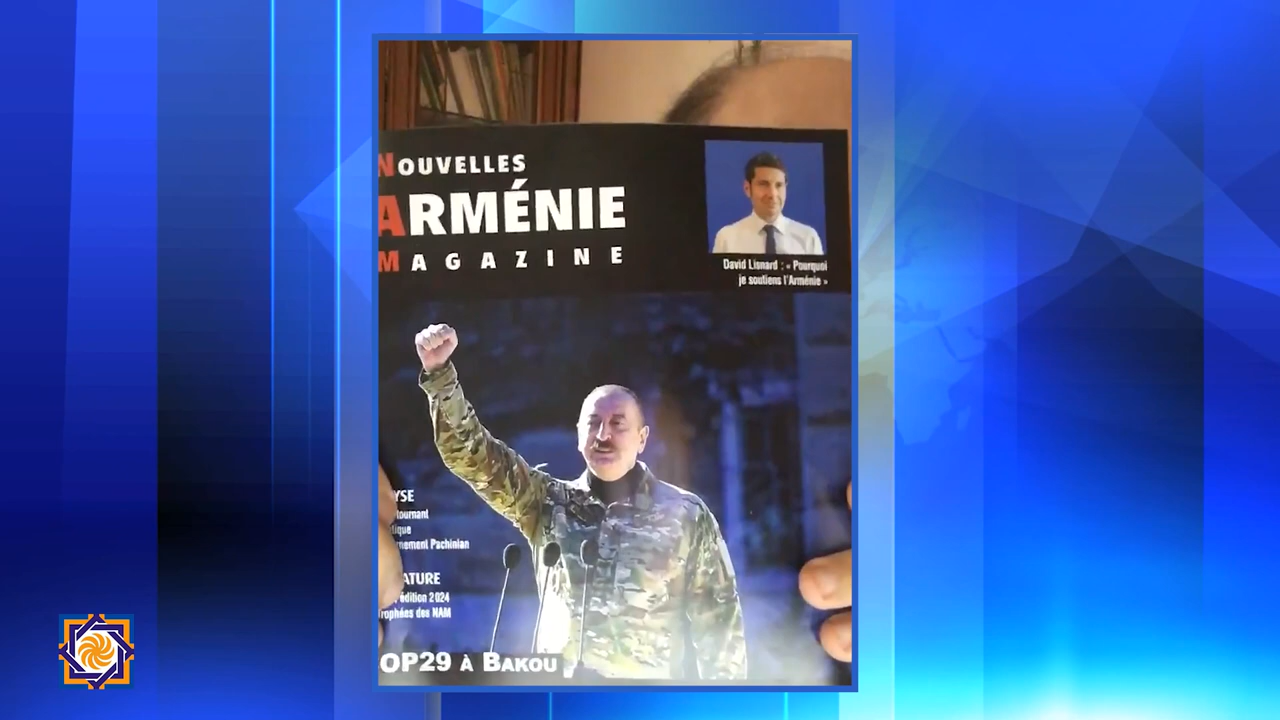 NOUVELLES
ARMÉNIE
MAGAZINE
David Lisnard : « Pourquoi
je soutiens l'Arménie »
YSE
tournant
tique
rnement Pachinian
ATURE
édition 2024
Trophées des NAM
OP29 À BAKOU